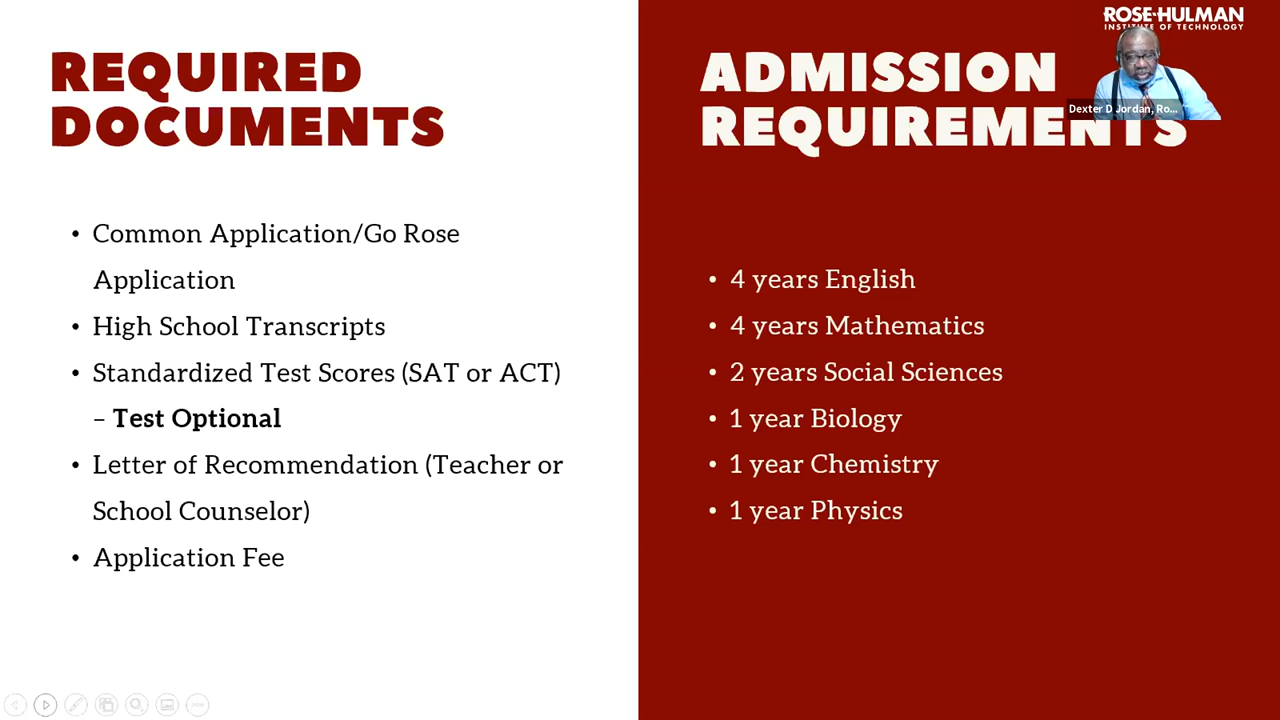 REQUIRED
DOCUMENTS
• Common Application/Go Rose
Application
• High School Transcripts
• Standardized Test Scores (SAT or ACT)
– Test Optional
• Letter of Recommendation (Teacher or
School Counselor)
• Application Fee
ROSE-HULMAN
INSTITUTE OF TECHNOLOGY
ADMISSION
REQUIREMENTS
Dexter D Jordan, Ro...
• 4 years English
• 4 years Mathematics
• 2 years Social Sciences
• 1 year Biology
• 1 year Chemistry
• 1 year Physics